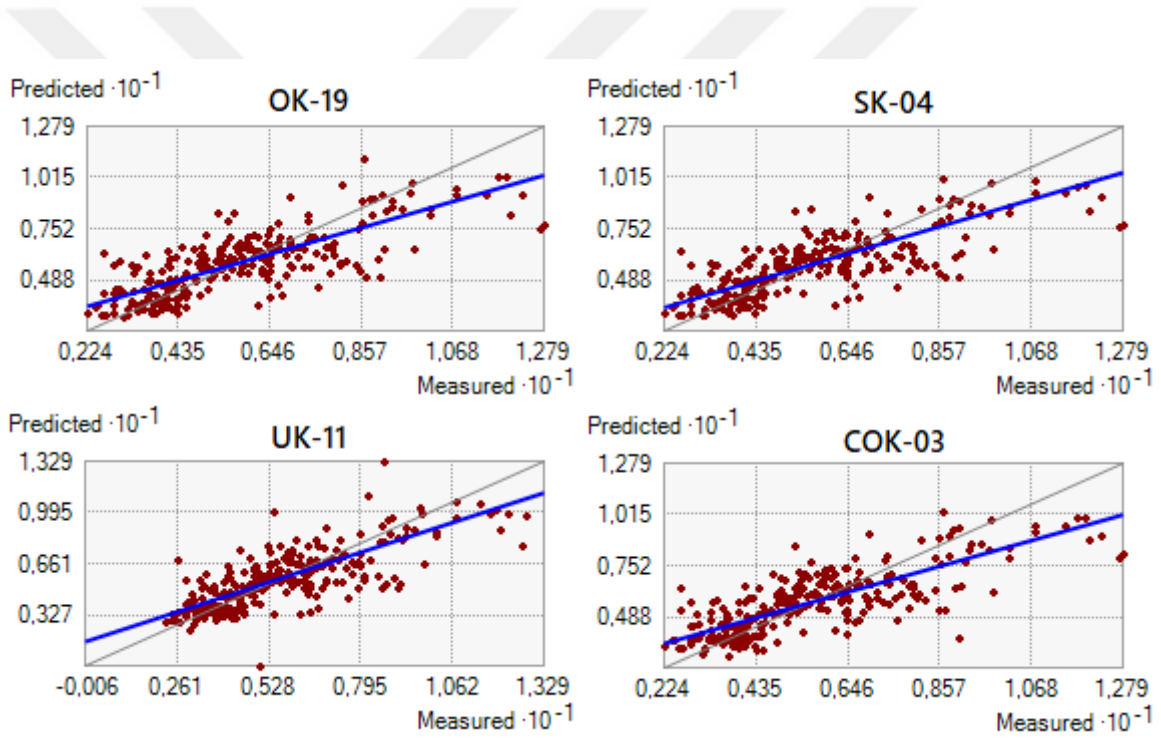 Predicted ·10⁻¹
OK-19
1,279
1,015
0,752
0,488
0,224 0,435 0,646 0,857 1,068 1,279
Measured ·10⁻¹
Predicted ·10⁻¹
SK-04
1,279
1,015
0,752
0,488
0,224 0,435 0,646 0,857 1,068 1,279
Measured ·10⁻¹
Predicted ·10⁻¹
UK-11
1,329
0,995
0,661
0,327
-0,006 0,261 0,528 0,795 1,062 1,329
Measured ·10⁻¹
Predicted ·10⁻¹
COK-03
1,279
1,015
0,752
0,488
0,224 0,435 0,646 0,857 1,068 1,279
Measured ·10⁻¹